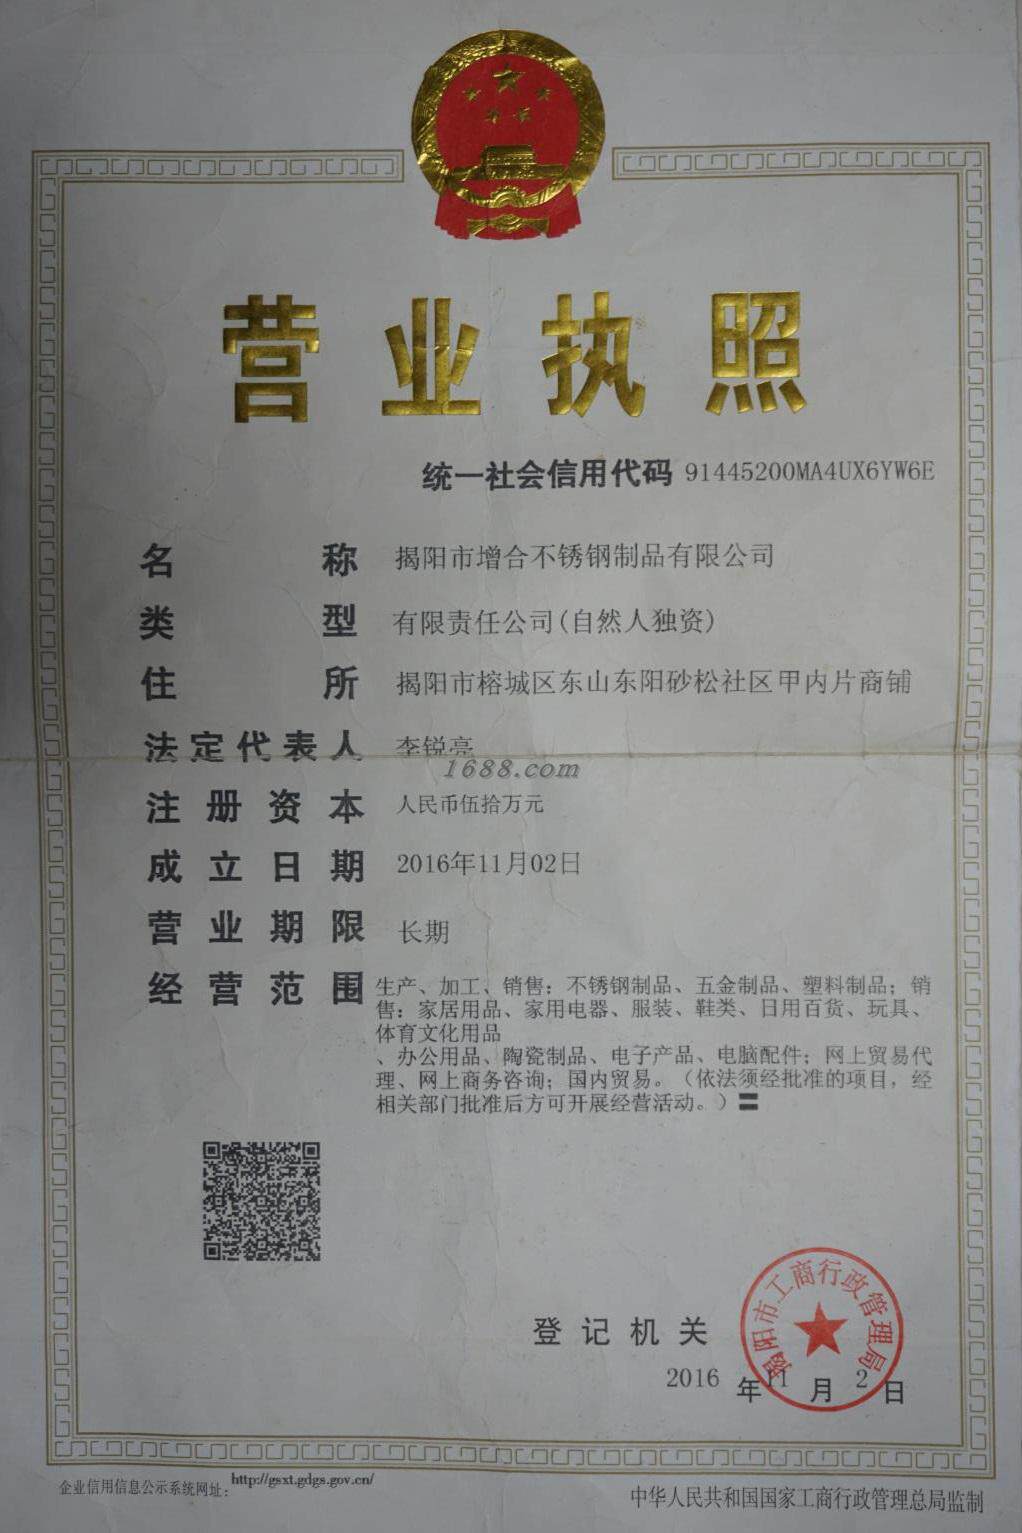 营业执照
统一社会信用代码 91445200MA4UX6YW6E
名称 揭阳市增合不锈钢制品有限公司
类型 有限责任公司(自然人独资)
住所 揭阳市榕城区东山东阳砂松社区甲内片商铺
法定代表人 李锐亮
1688.com
注册资本 人民币伍拾万元
成立日期 2016年11月02日
营业期限 长期
经营范围 生产、加工、销售：不锈钢制品、五金制品、塑料制品；销
售：家居用品、家用电器、服装、鞋类、日用百货、玩具、
体育文化用品
、办公用品、陶瓷制品、电子产品、电脑配件；网上贸易代
理、网上商务咨询；国内贸易。（依法须经批准的项目，经
相关部门批准后方可开展经营活动。）〓
揭阳市工商行政管理局
登记机关
2016年11月2日
企业信用信息公示系统网址：http://gsxt.gdgs.gov.cn/
中华人民共和国国家工商行政管理总局监制